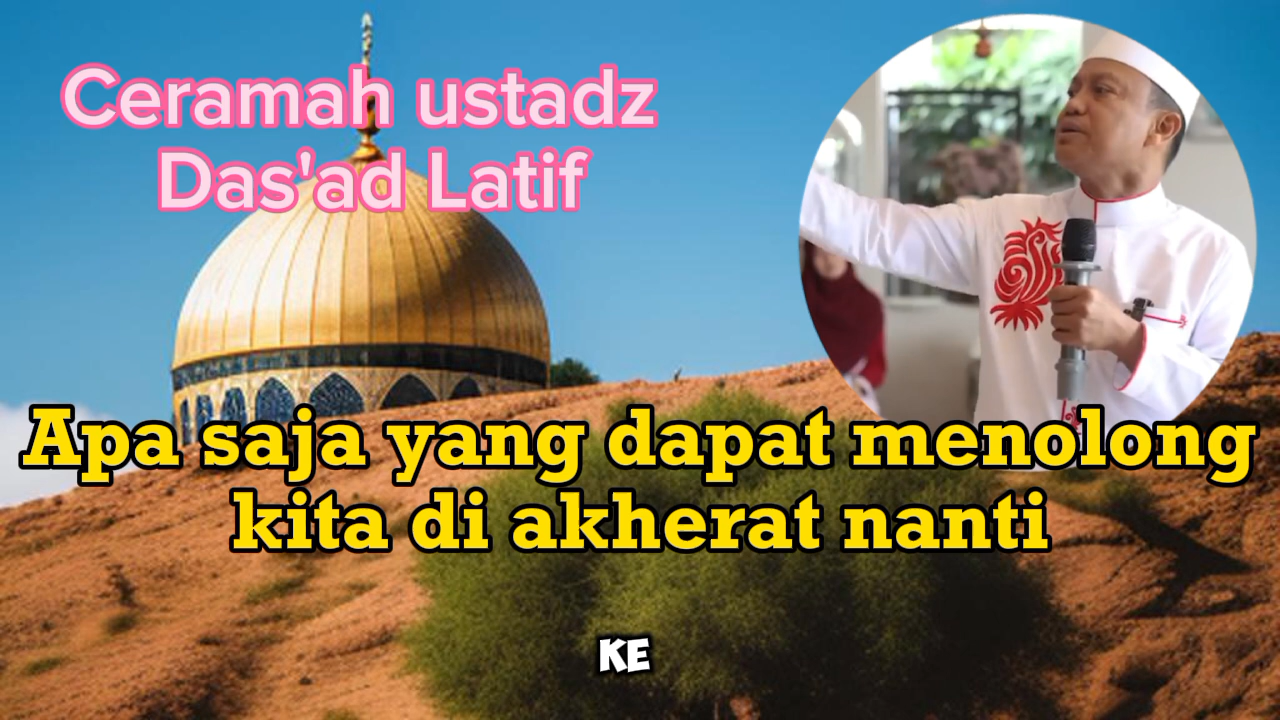 Ceramah ustadz
Das'ad Latif
Apa saja yang dapat menolong
kita di akherat nanti
KE